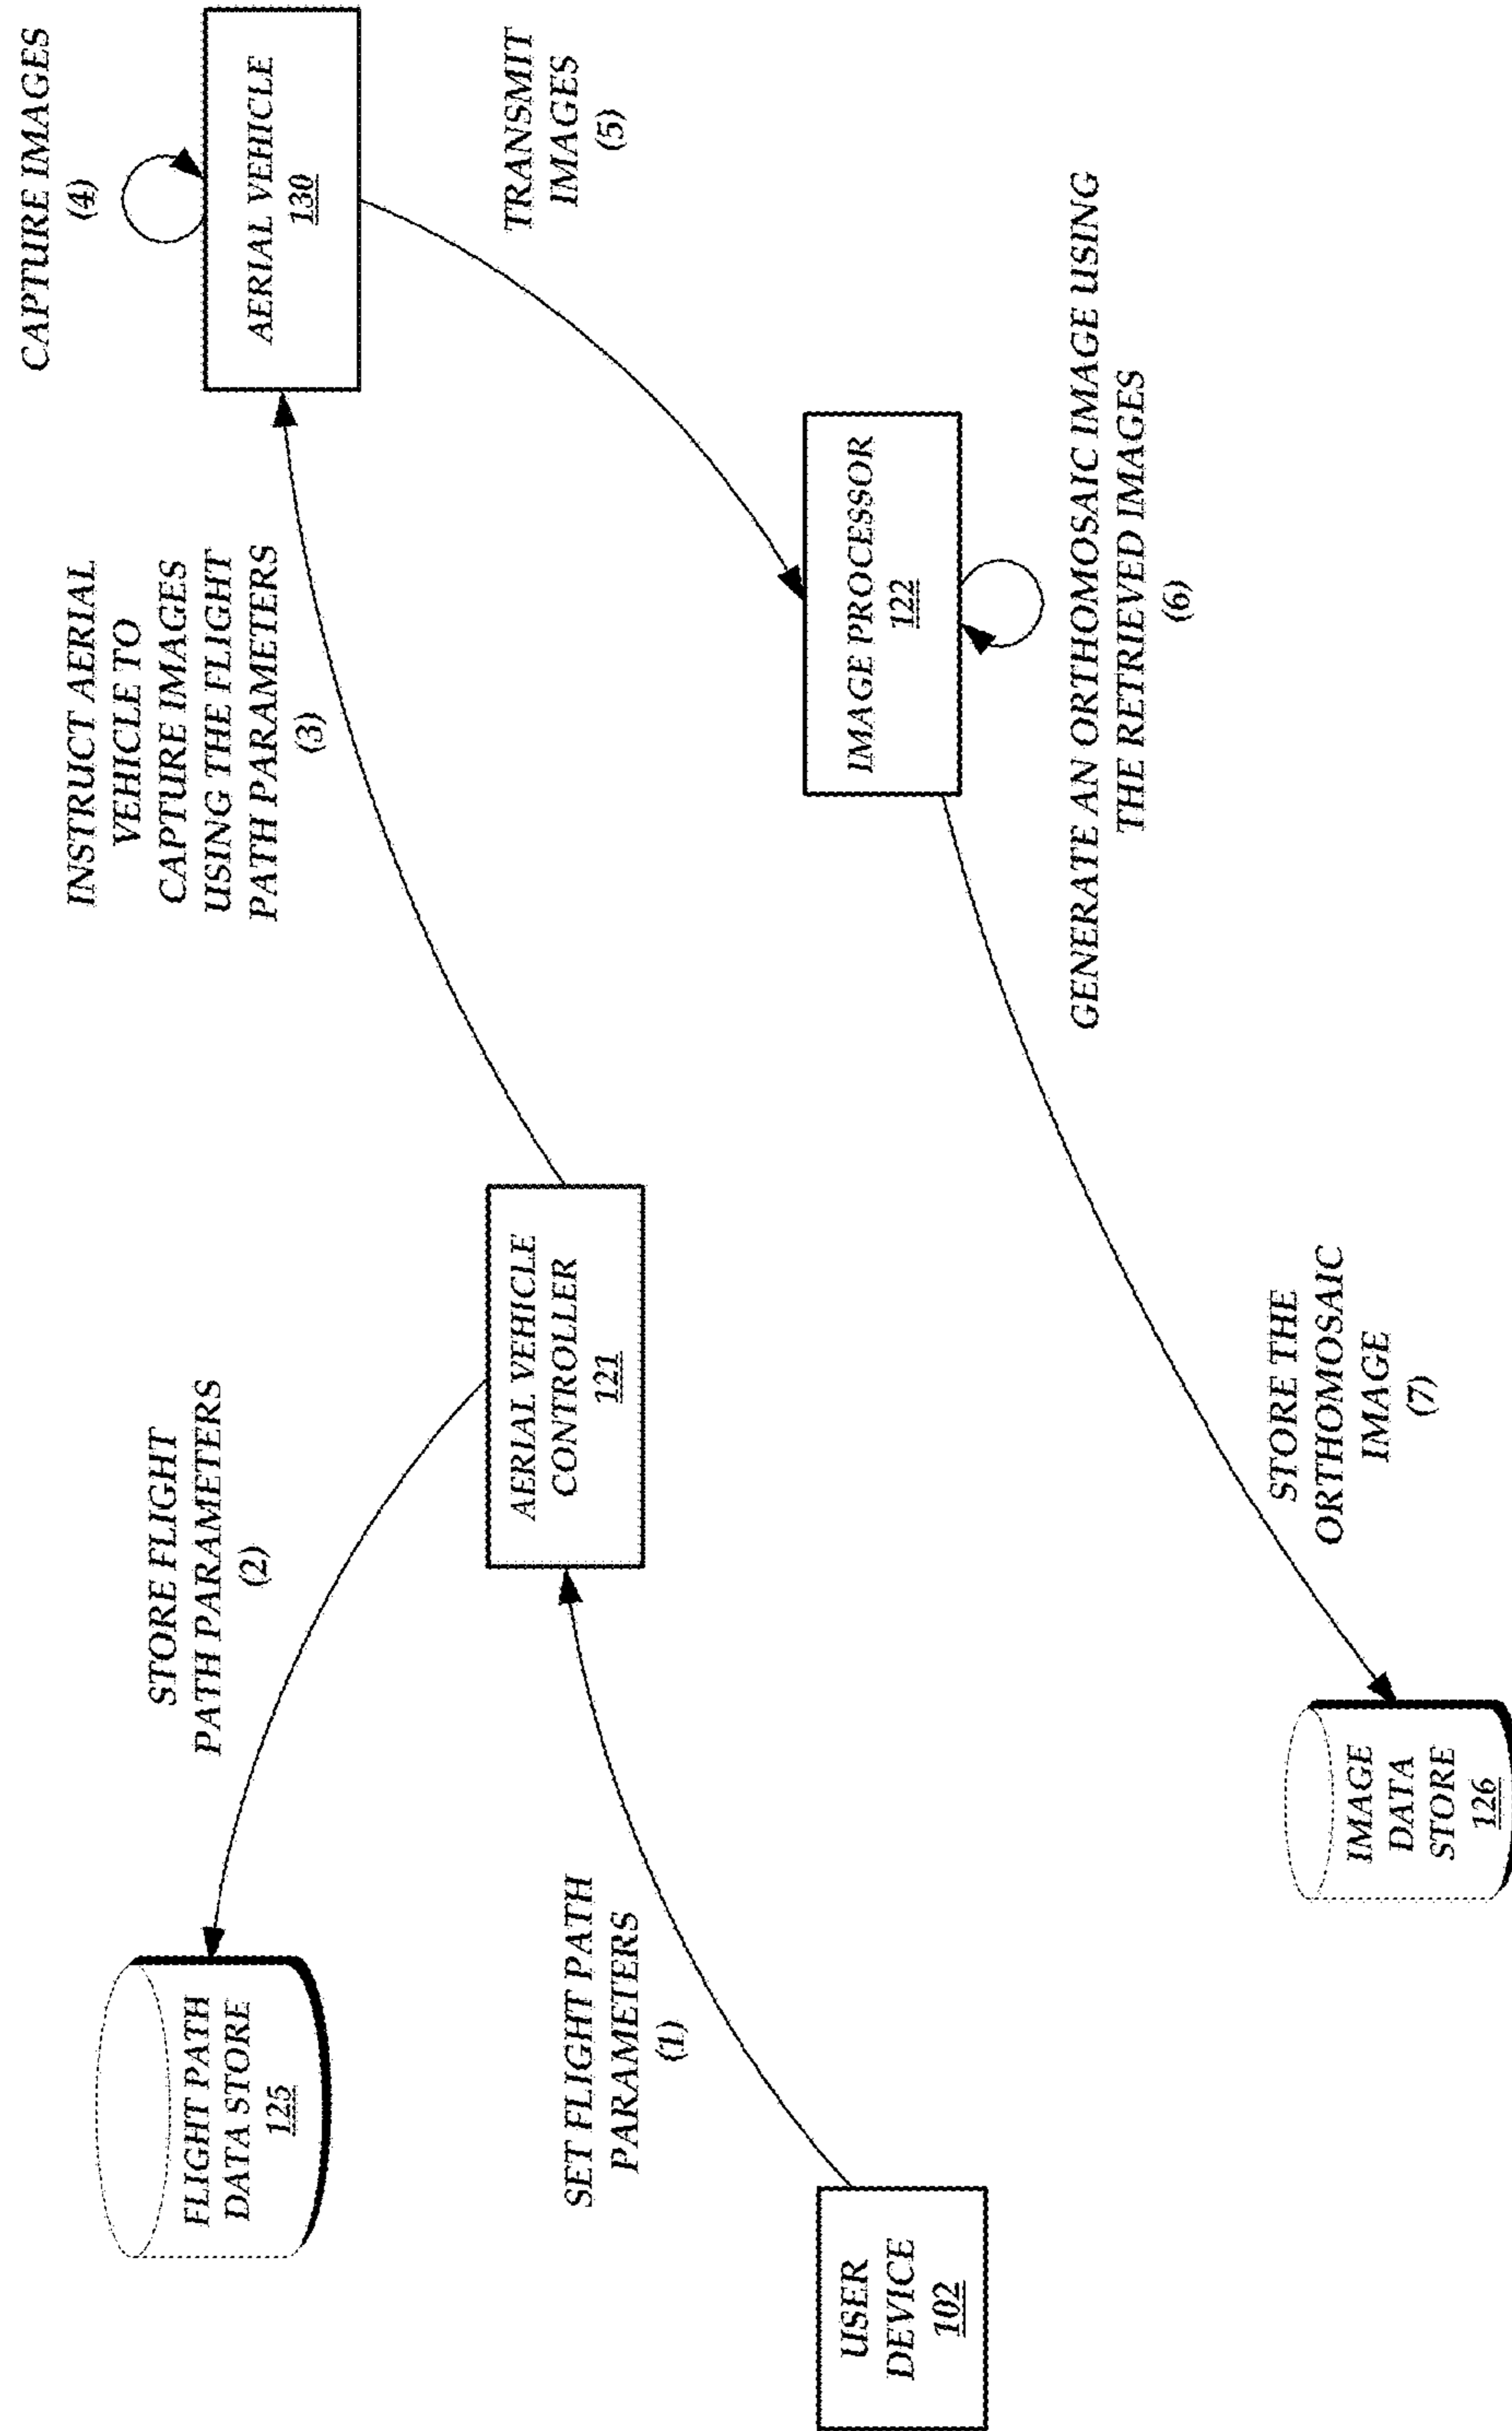 FLIGHT PATH
DATA STORE
125
STORE FLIGHT
PATH PARAMETERS
(2)
INSTRUCT AERIAL
VEHICLE TO
CAPTURE IMAGES
USING THE FLIGHT
PATH PARAMETERS
(3)
CAPTURE IMAGES
(4)
AERIAL VEHICLE
130
SET FLIGHT PATH
PARAMETERS
(1)
AERIAL VEHICLE
CONTROLLER
121
TRANSMIT
IMAGES
(5)
USER
DEVICE
102
IMAGE PROCESSOR
122
GENERATE AN ORTHOMOSAIC IMAGE USING
THE RETRIEVED IMAGES
(6)
STORE THE
ORTHOMOSAIC
IMAGE
(7)
IMAGE
DATA
STORE
126